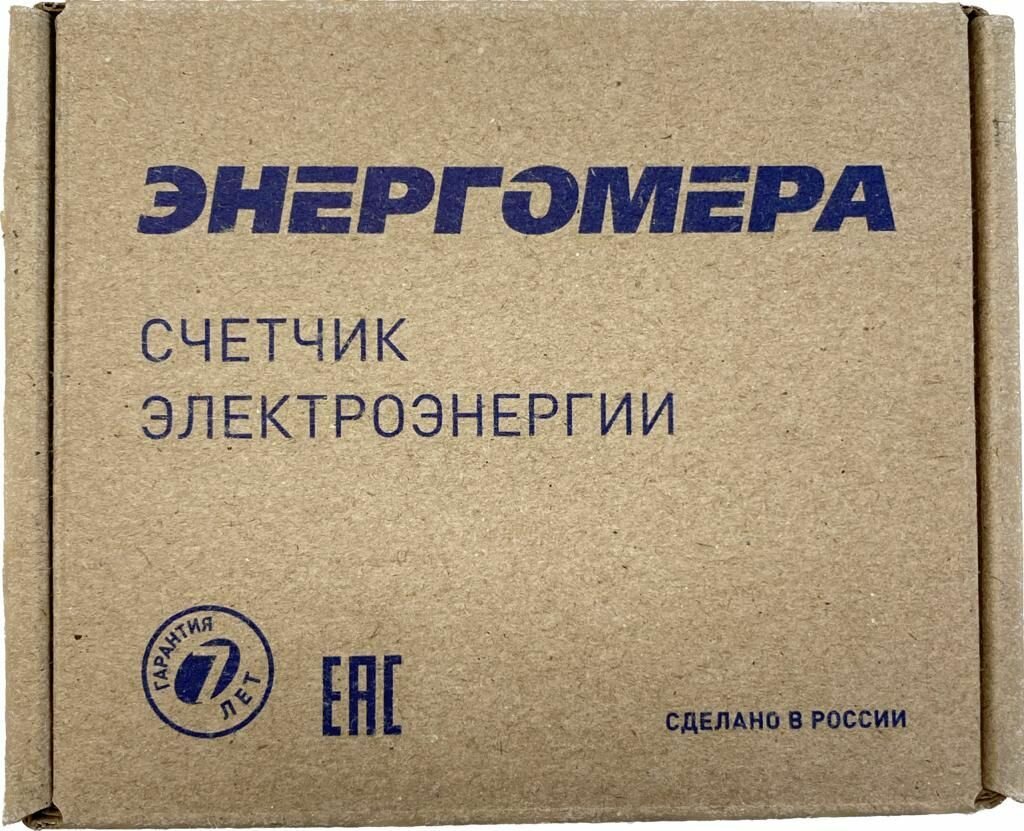 ЭНЕРГОМЕРА
СЧЕТЧИК
ЭЛЕКТРОЭНЕРГИИ
ГАРАНТИЯ
7
ЛЕТ
ЕАС
СДЕЛАНО В РОССИИ